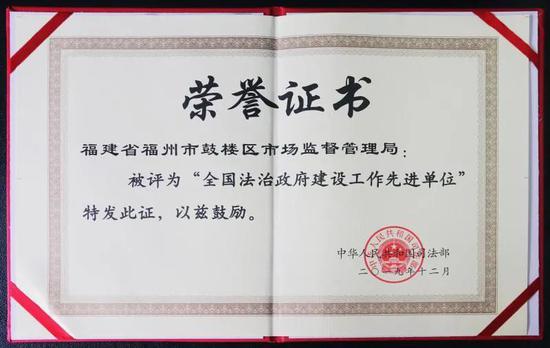 荣誉证书
福建省福州市鼓楼区市场监督管理局：
被评为“全国法治政府建设工作先进单位”
特发此证，以兹鼓励。
中华人民共和国司法部
二〇一九年十二月